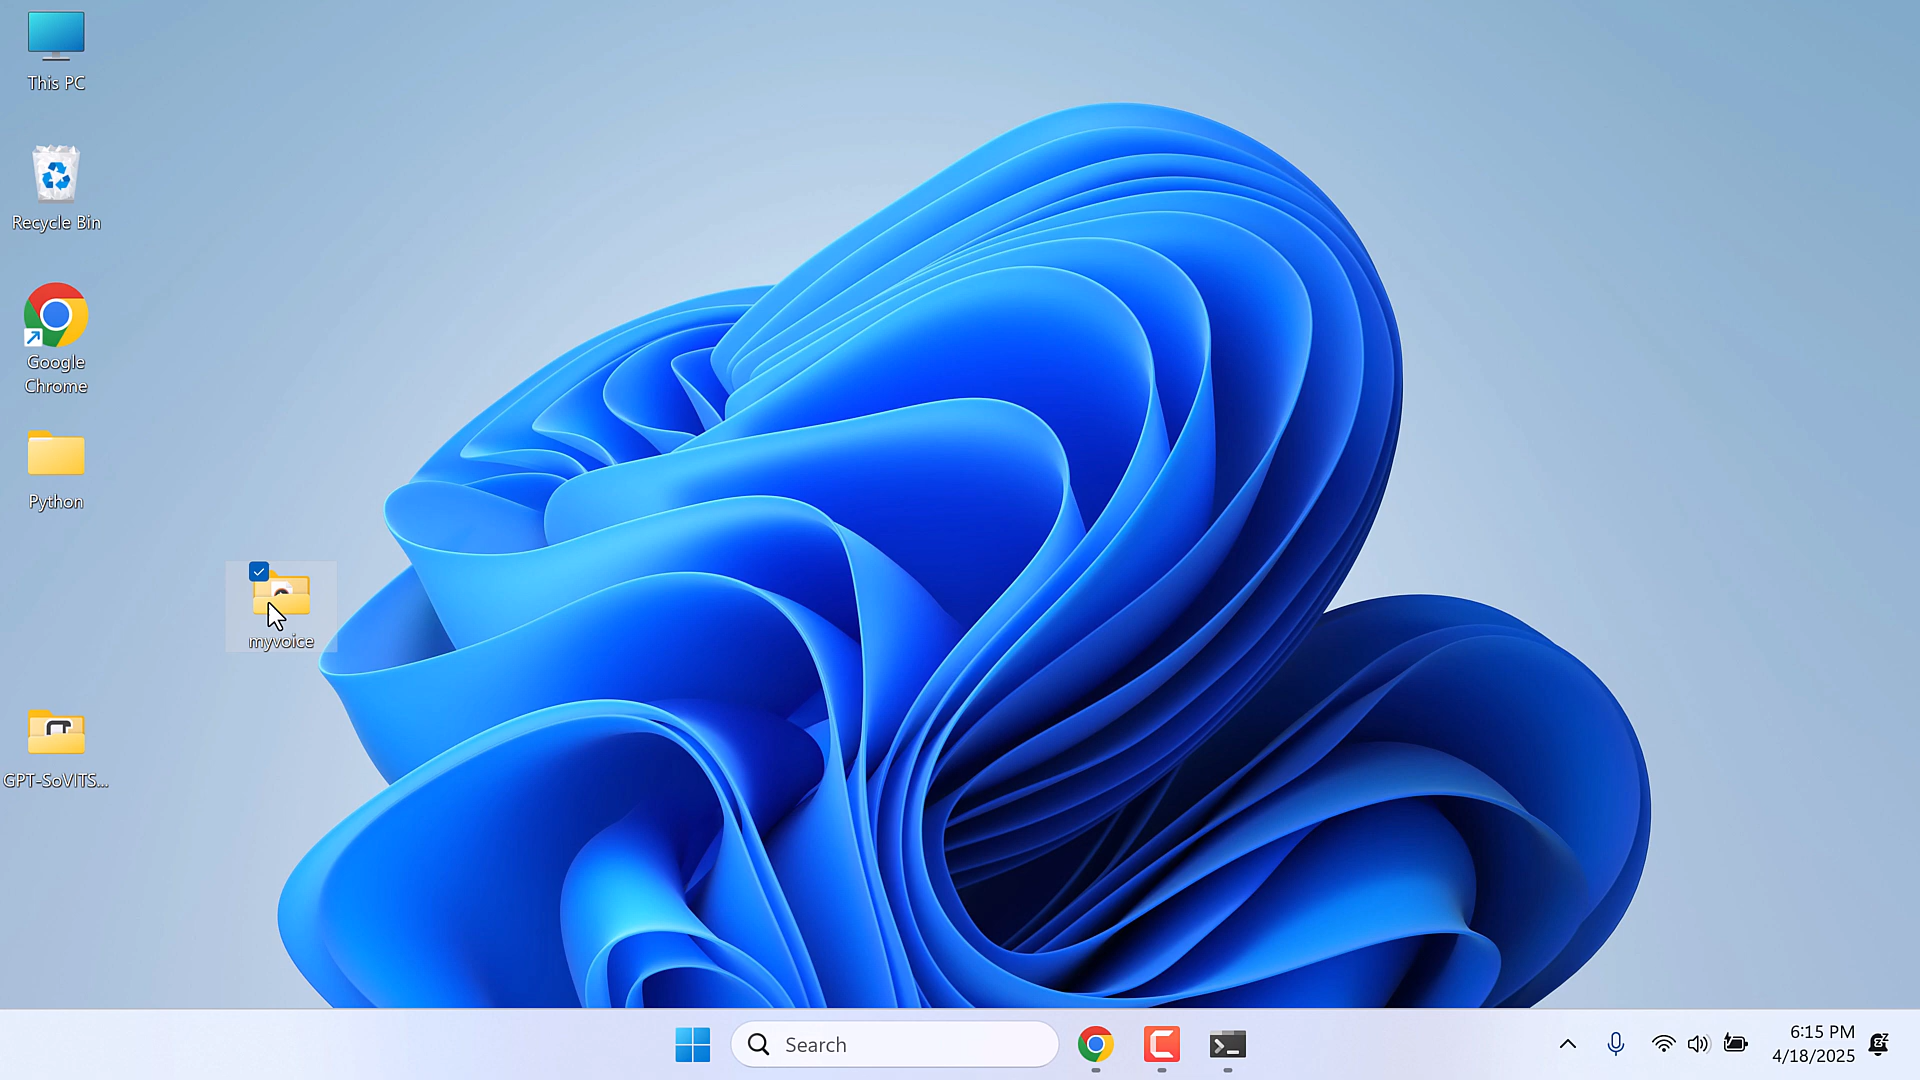 This PC
Recycle Bin
Google
Chrome
Python
myvoice
GPT-SoVITS...
Search
6:15 PM
4/18/2025